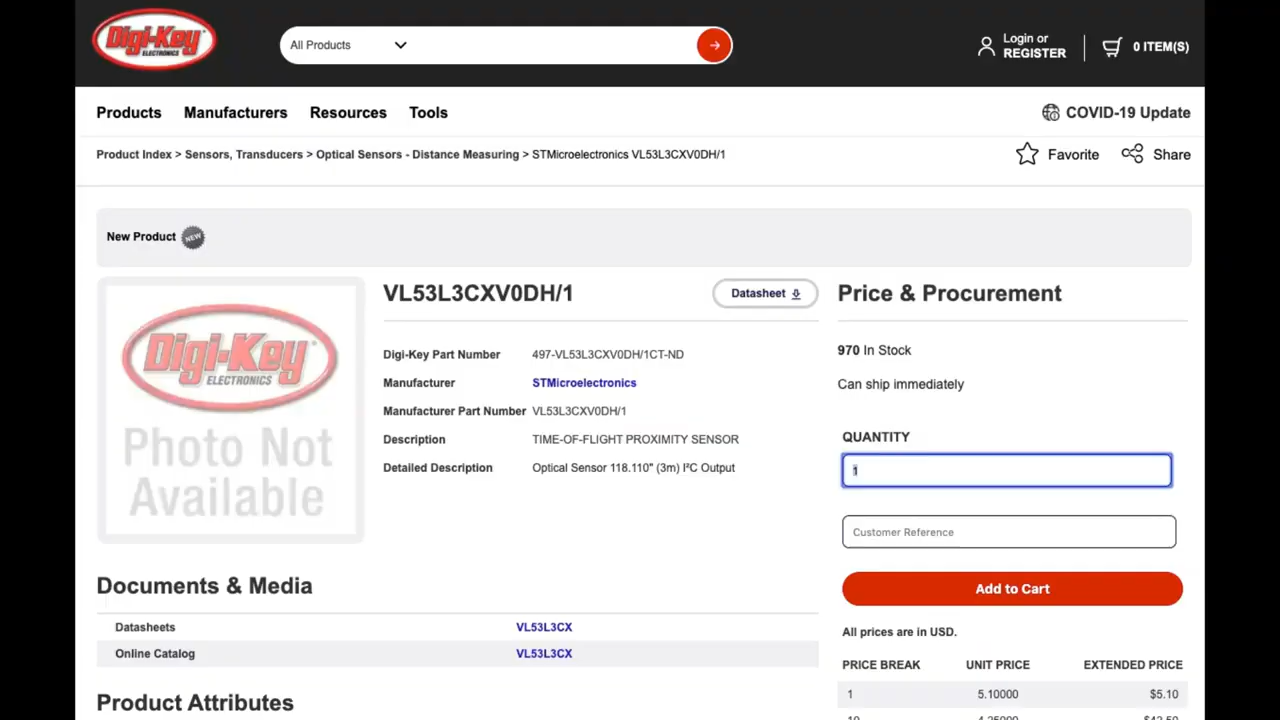 Digi-Key
ELECTRONICS
All Products
Login or
REGISTER
0 ITEM(S)
Products Manufacturers Resources Tools
COVID-19 Update
Product Index > Sensors, Transducers > Optical Sensors - Distance Measuring > STMicroelectronics VL53L3CXV0DH/1
Favorite Share
New Product NEW
Digi-Key
ELECTRONICS
Photo Not
Available
VL53L3CXV0DH/1
Datasheet
Digi-Key Part Number 497-VL53L3CXV0DH/1CT-ND
Manufacturer STMicroelectronics
Manufacturer Part Number VL53L3CXV0DH/1
Description TIME-OF-FLIGHT PROXIMITY SENSOR
Detailed Description Optical Sensor 118.110" (3m) I²C Output
Price & Procurement
970 In Stock
Can ship immediately
QUANTITY
1
Customer Reference
Add to Cart
All prices are in USD.
PRICE BREAK UNIT PRICE EXTENDED PRICE
1 5.10000 $5.10
10 4.25000 $42.50
Documents & Media
Datasheets VL53L3CX
Online Catalog VL53L3CX
Product Attributes